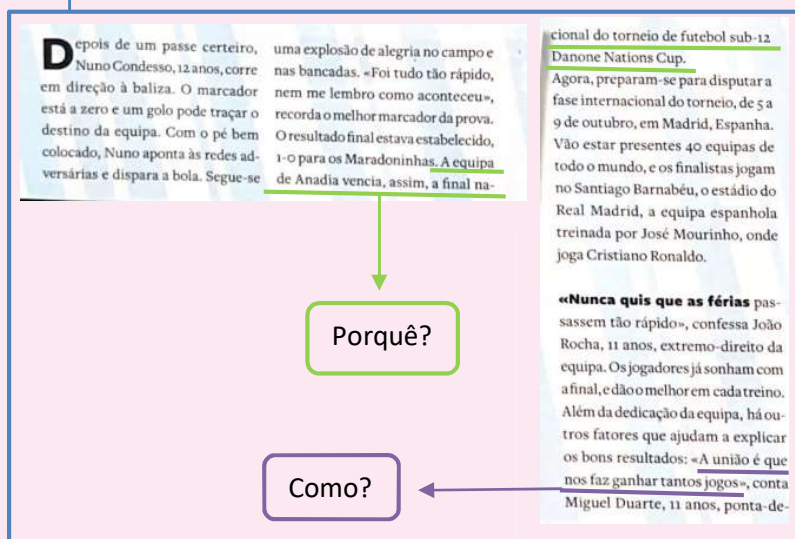 Depois de um passe certeiro,
Nuno Condesso, 12 anos, corre
em direção à baliza. O marcador
está a zero e um golo pode traçar o
destino da equipa. Com o pé bem
colocado, Nuno aponta às redes ad-
versárias e dispara a bola. Segue-se
uma explosão de alegria no campo e
nas bancadas. «Foi tudo tão rápido,
nem me lembro como aconteceu»,
recorda o melhor marcador da prova.
O resultado final estava estabelecido,
1-0 para os Maradoninhas. A equipa
de Anadia vencia, assim, a final na-
cional do torneio de futebol sub-12
Danone Nations Cup.
Agora, preparam-se para disputar a
fase internacional do torneio, de 5 a
9 de outubro, em Madrid, Espanha.
Vão estar presentes 40 equipas de
todo o mundo, e os finalistas jogam
no Santiago Barnabéu, o estádio do
Real Madrid, a equipa espanhola
treinada por José Mourinho, onde
joga Cristiano Ronaldo.
«Nunca quis que as férias pas-
sassem tão rápido», confessa João
Rocha, 11 anos, extremo-direito da
equipa. Os jogadores já sonham com
a final, e dão o melhor em cada treino.
Além da dedicação da equipa, há ou-
tros fatores que ajudam a explicar
os bons resultados: «A união é que
nos faz ganhar tantos jogos», conta
Miguel Duarte, 11 anos, ponta-de-
Porquê?
Como?